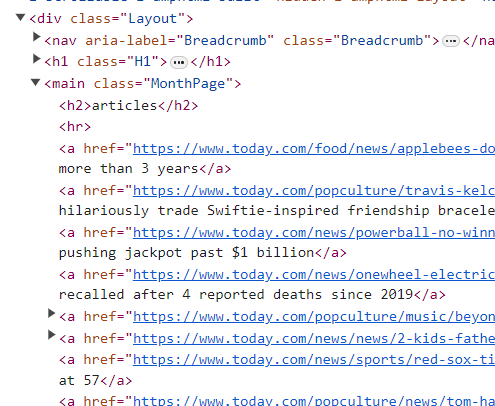 <div class="Layout">
<nav aria-label="Breadcrumb" class="Breadcrumb"> ⋯ </na
<h1 class="H1"> ⋯ </h1>
<main class="MonthPage">
<h2>articles</h2>
<hr>
<a href="https://www.today.com/food/news/applebees-do
more than 3 years</a>
<a href="https://www.today.com/popculture/travis-kelc
hilariously trade Swiftie-inspired friendship bracele
<a href="https://www.today.com/news/powerball-no-winn
pushing jackpot past $1 billion</a>
<a href="https://www.today.com/news/onewheel-electric
recalled after 4 reported deaths since 2019</a>
<a href="https://www.today.com/popculture/music/beyon
<a href="https://www.today.com/news/news/2-kids-fathe
<a href="https://www.today.com/news/sports/red-sox-ti
at 57</a>
<a href="https://www.today.com/popculture/news/tom-ha